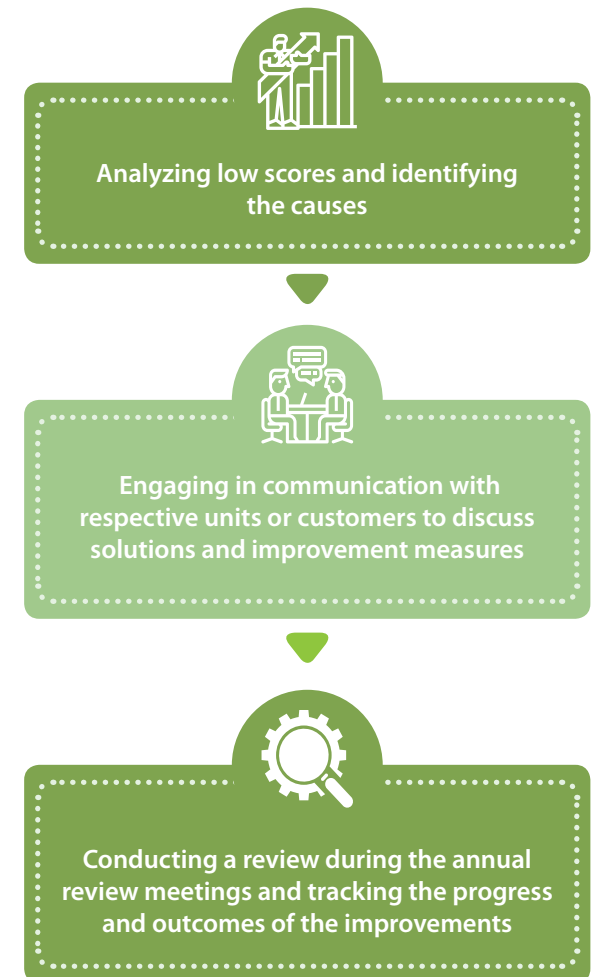 Analyzing low scores and identifying
the causes
Engaging in communication with
respective units or customers to discuss
solutions and improvement measures
Conducting a review during the annual
review meetings and tracking the progress
and outcomes of the improvements